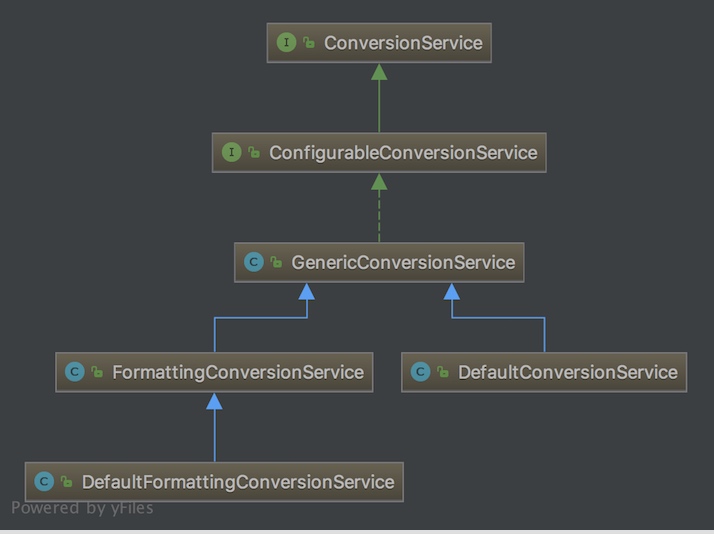 I ConversionService
I ConfigurableConversionService
C GenericConversionService
C FormattingConversionService
C DefaultConversionService
C DefaultFormattingConversionService
Powered by yFiles